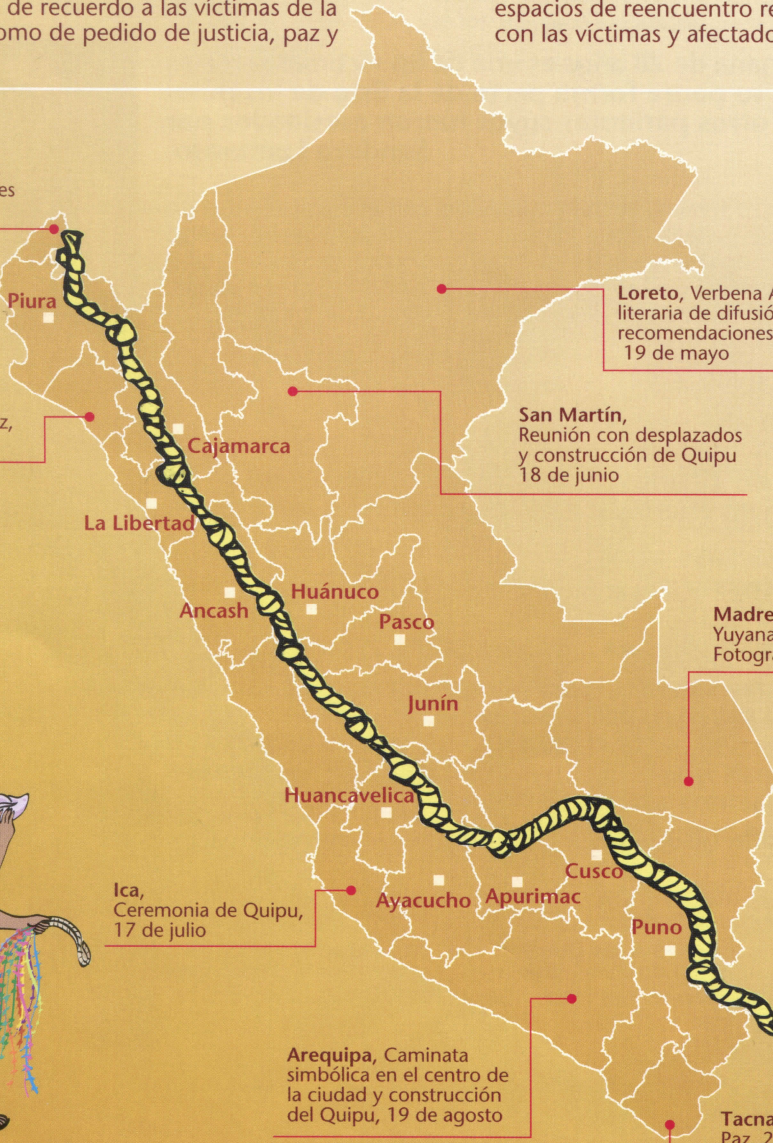 de recuerdo a las víctimas de la
omo de pedido de justicia, paz y
espacios de reencuentro
con las víctimas y afectado
es
Piura
Loreto, Verbena
literaria de difusió
recomendaciones
19 de mayo
z,
San Martín,
Reunión con desplazados
y construcción de Quipu
18 de junio
Cajamarca
La Libertad
Huánuco
Ancash
Pasco
Madre
Yuyana
Fotogra
Junín
Huancavelica
Cusco
Ica,
Ceremonia de Quipu,
17 de julio
Ayacucho
Apurimac
Puno
Arequipa, Caminata
simbólica en el centro de
la ciudad y construcción
del Quipu, 19 de agosto
Tacna
Paz, 2